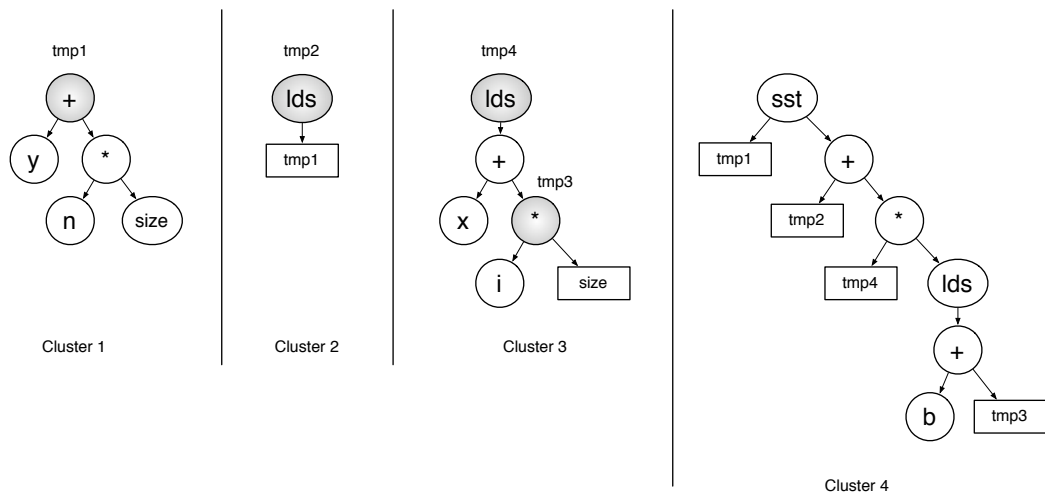 tmp1
+
y
*
n
size
Cluster 1
tmp2
lds
tmp1
Cluster 2
tmp4
lds
+
tmp3
x
*
i
size
Cluster 3
sst
tmp1
+
tmp2
*
tmp4
lds
+
b
tmp3
Cluster 4